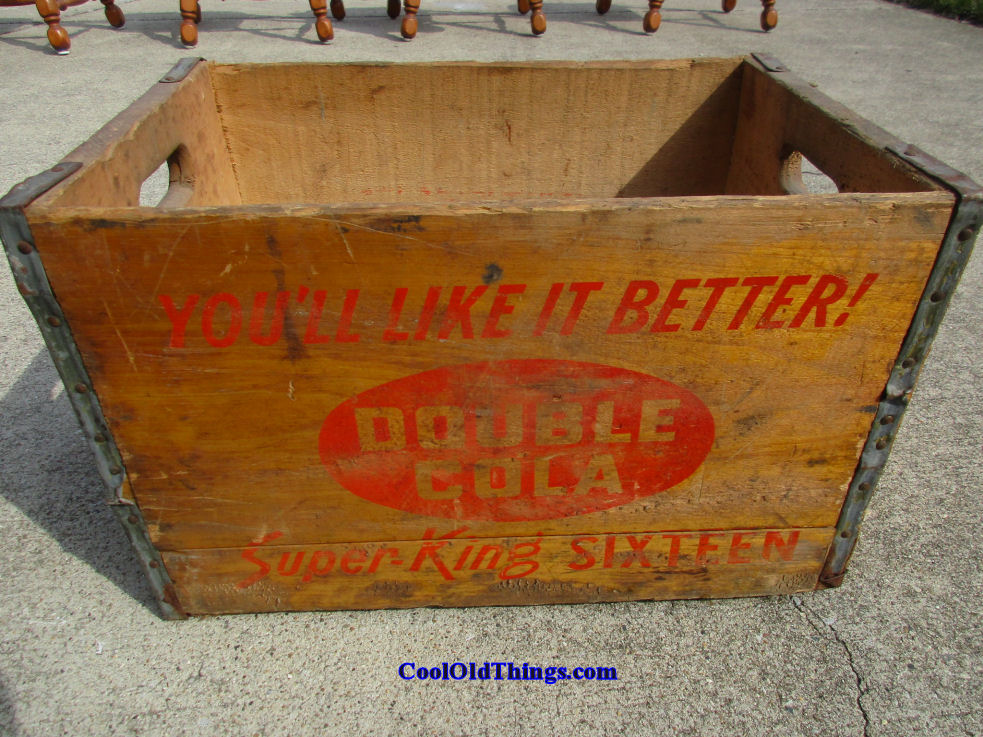 YOU'LL LIKE IT BETTER!
DOUBLE
COLA
Super-King SIXTEEN
CoolOldThings.com